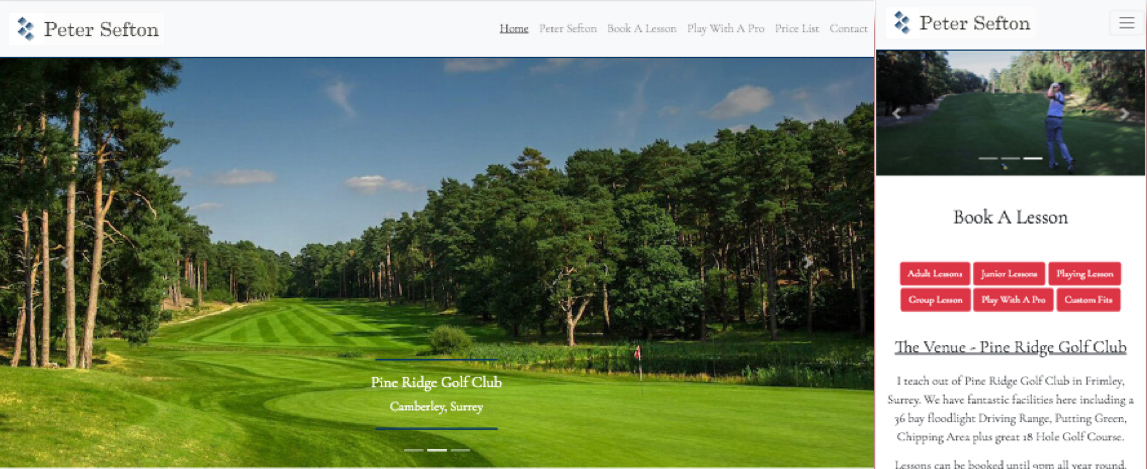 Peter Sefton
Home Peter Sefton Book A Lesson Play With A Pro Price List Contact
Pine Ridge Golf Club
Camberley, Surrey
Peter Sefton
Book A Lesson
Adult Lessons Junior Lessons Playing Lesson
Group Lesson Play With A Pro Custom Fits
The Venue - Pine Ridge Golf Club
I teach out of Pine Ridge Golf Club in Frimley,
Surrey. We have fantastic facilities here including a
36 bay floodlight Driving Range, Putting Green,
Chipping Area plus great 18 Hole Golf Course.
Lessons can be booked until 9pm all year round,